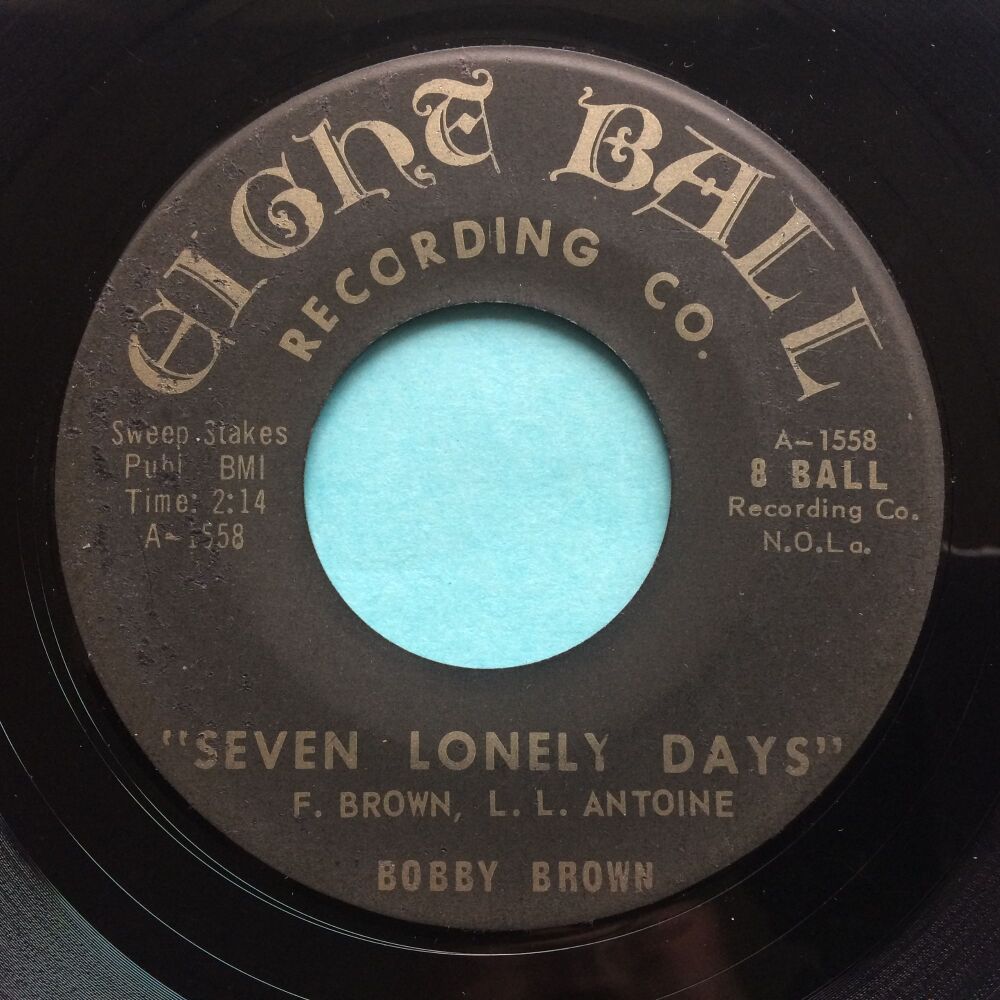 EIGHT BALL
RECORDING CO.
Sweep Stakes
Publ BMI
Time: 2:14
A-1558
A-1558
8 BALL
Recording Co.
N.O.La.
"SEVEN LONELY DAYS"
F. BROWN, L. L. ANTOINE
BOBBY BROWN